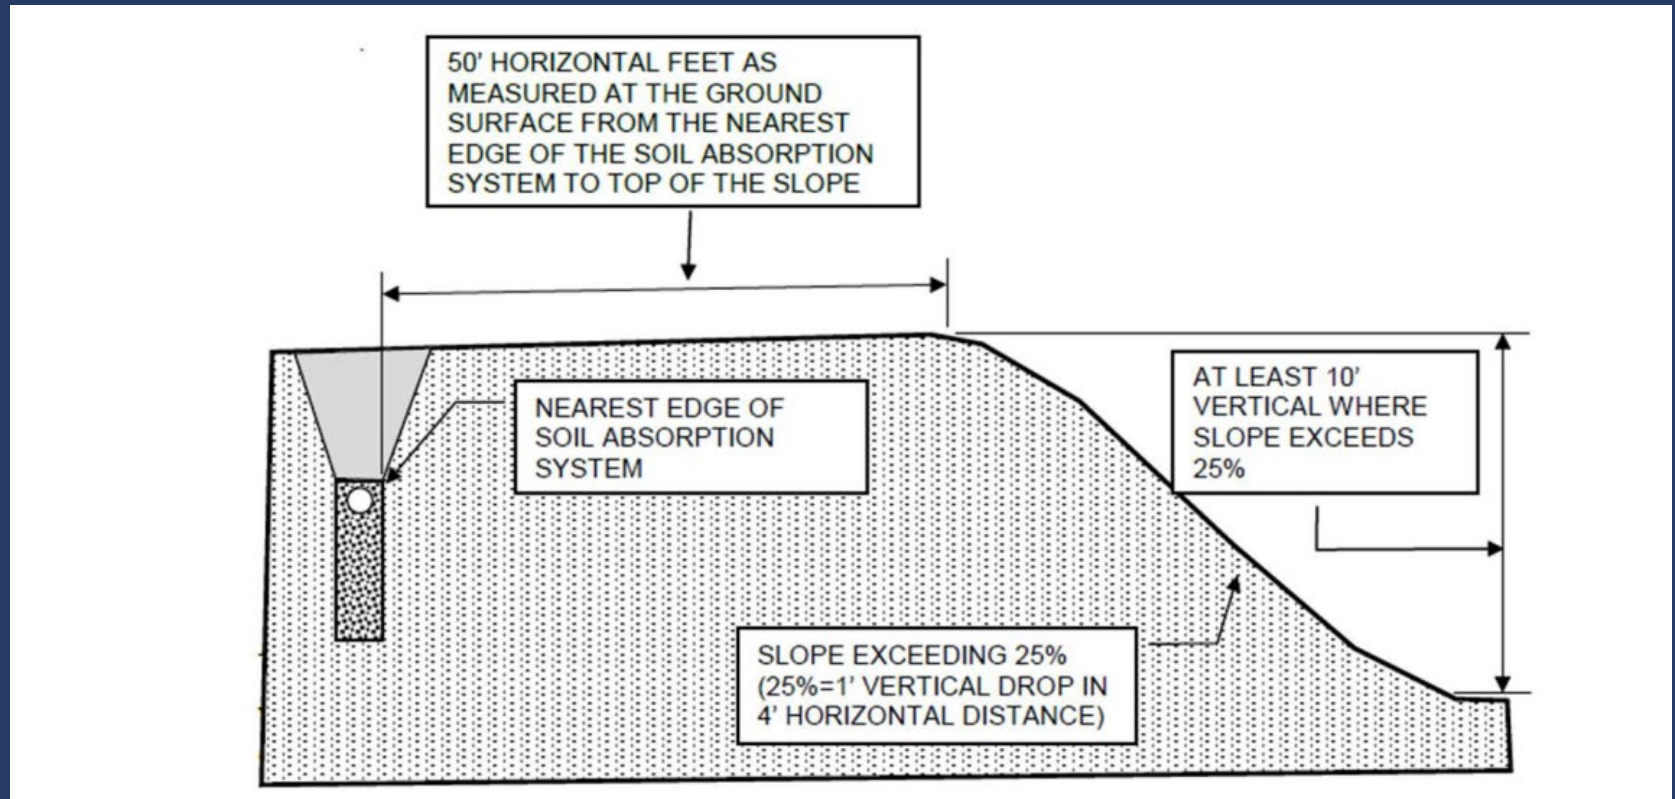 50' HORIZONTAL FEET AS
MEASURED AT THE GROUND
SURFACE FROM THE NEAREST
EDGE OF THE SOIL ABSORPTION
SYSTEM TO TOP OF THE SLOPE
NEAREST EDGE OF
SOIL ABSORPTION
SYSTEM
AT LEAST 10'
VERTICAL WHERE
SLOPE EXCEEDS
25%
SLOPE EXCEEDING 25%
(25%=1' VERTICAL DROP IN
4' HORIZONTAL DISTANCE)